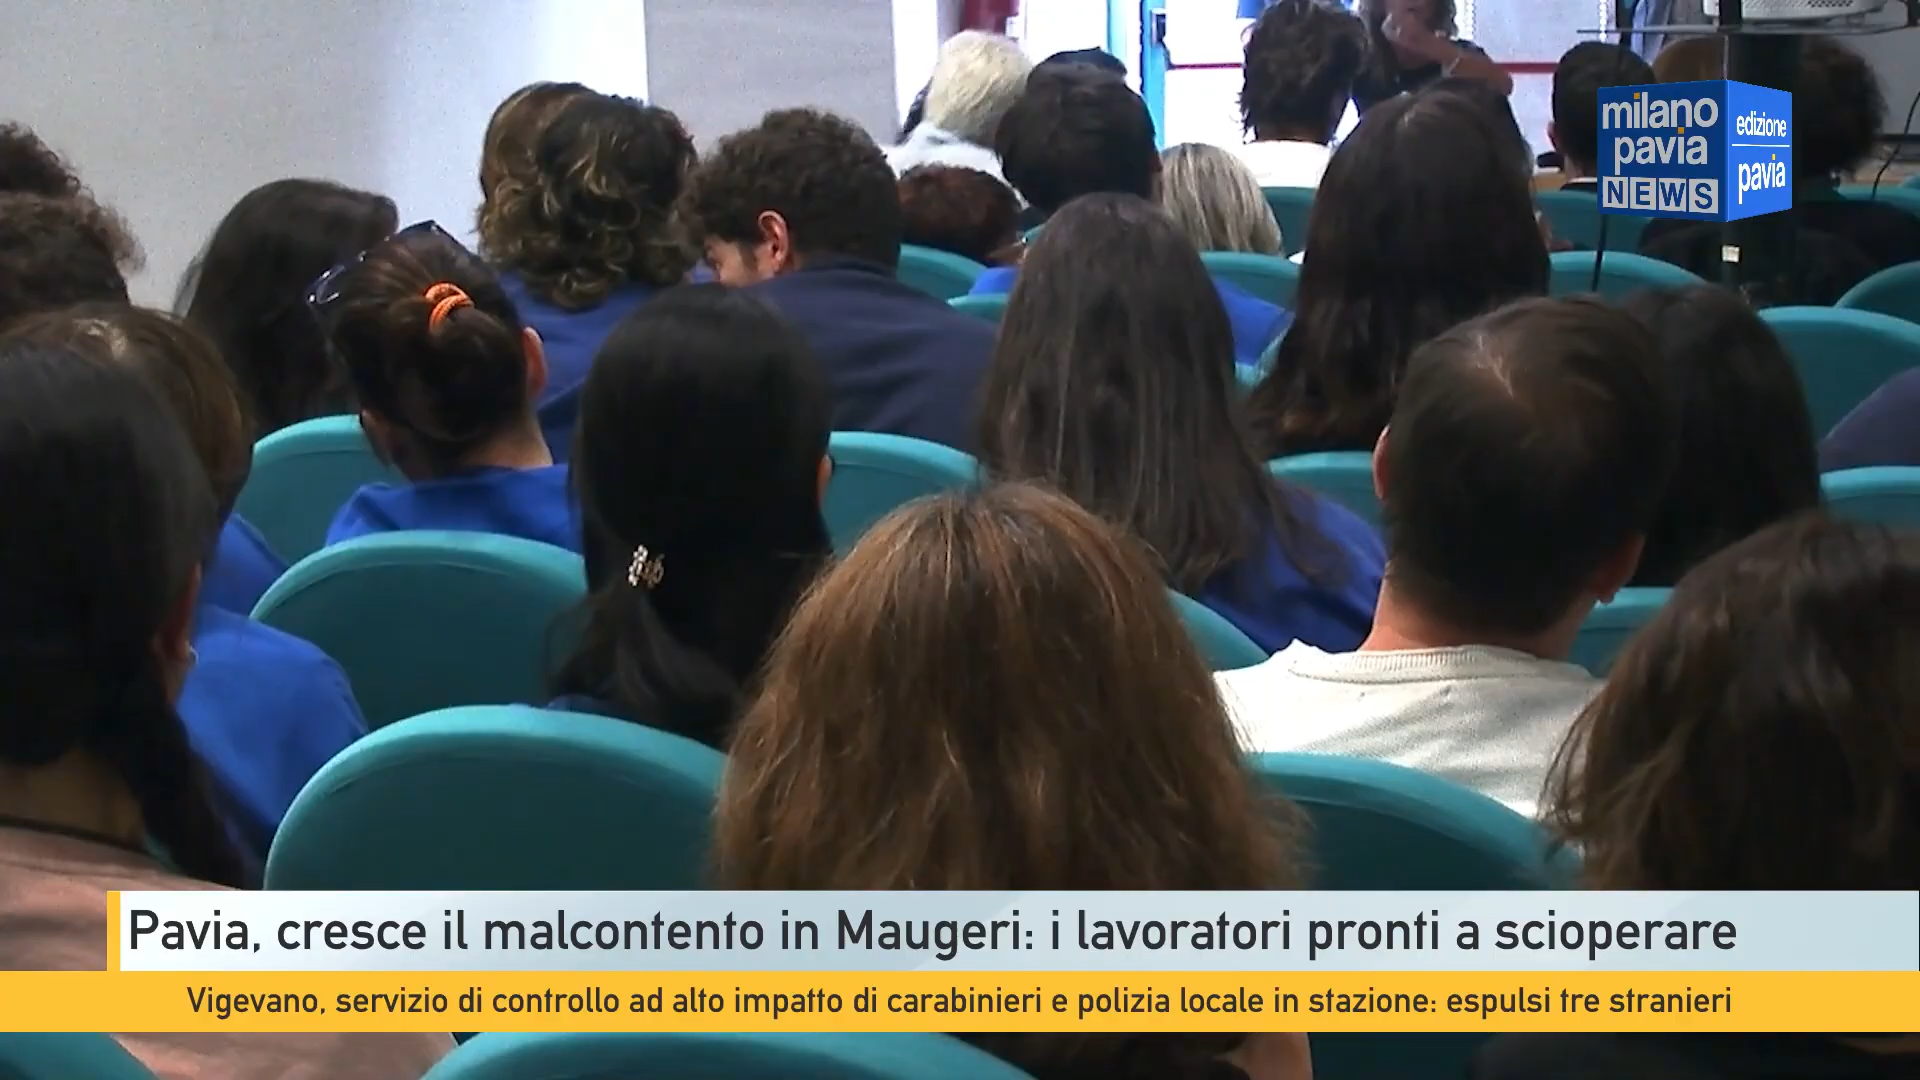 milano
pavia
NEWS
edizione
pavia
Pavia, cresce il malcontento in Maugeri: i lavoratori pronti a scioperare
Vigevano, servizio di controllo ad alto impatto di carabinieri e polizia locale in stazione: espulsi tre stranieri